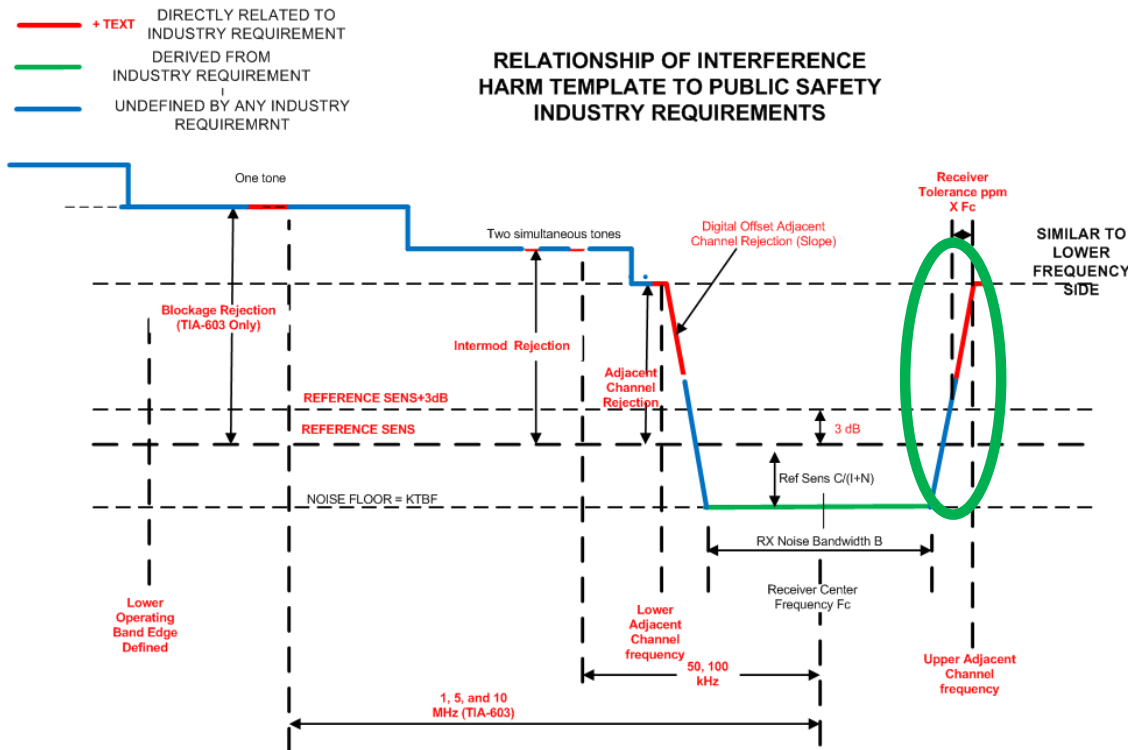 + TEXT
DIRECTLY RELATED TO
INDUSTRY REQUIREMENT
DERIVED FROM
INDUSTRY REQUIREMENT
UNDEFINED BY ANY INDUSTRY
REQUIREMRNT
RELATIONSHIP OF INTERFERENCE
HARM TEMPLATE TO PUBLIC SAFETY
INDUSTRY REQUIREMENTS
One tone
Two simultaneous tones
Digital Offset Adjacent
Channel Rejection (Slope)
Receiver
Tolerance ppm
X Fc
SIMILAR TO
LOWER
FREQUENCY
SIDE
Blockage Rejection
(TIA-603 Only)
Intermod Rejection
Adjacent
Channel
Rejection
REFERENCE SENS+3dB
REFERENCE SENS
3 dB
Ref Sens C/(I+N)
NOISE FLOOR = KTBF
RX Noise Bandwidth B
Receiver Center
Frequency Fc
Lower
Operating
Band Edge
Defined
Lower
Adjacent
Channel
frequency
50, 100
kHz
Upper Adjacent
Channel
frequency
1, 5, and 10
MHz (TIA-603)